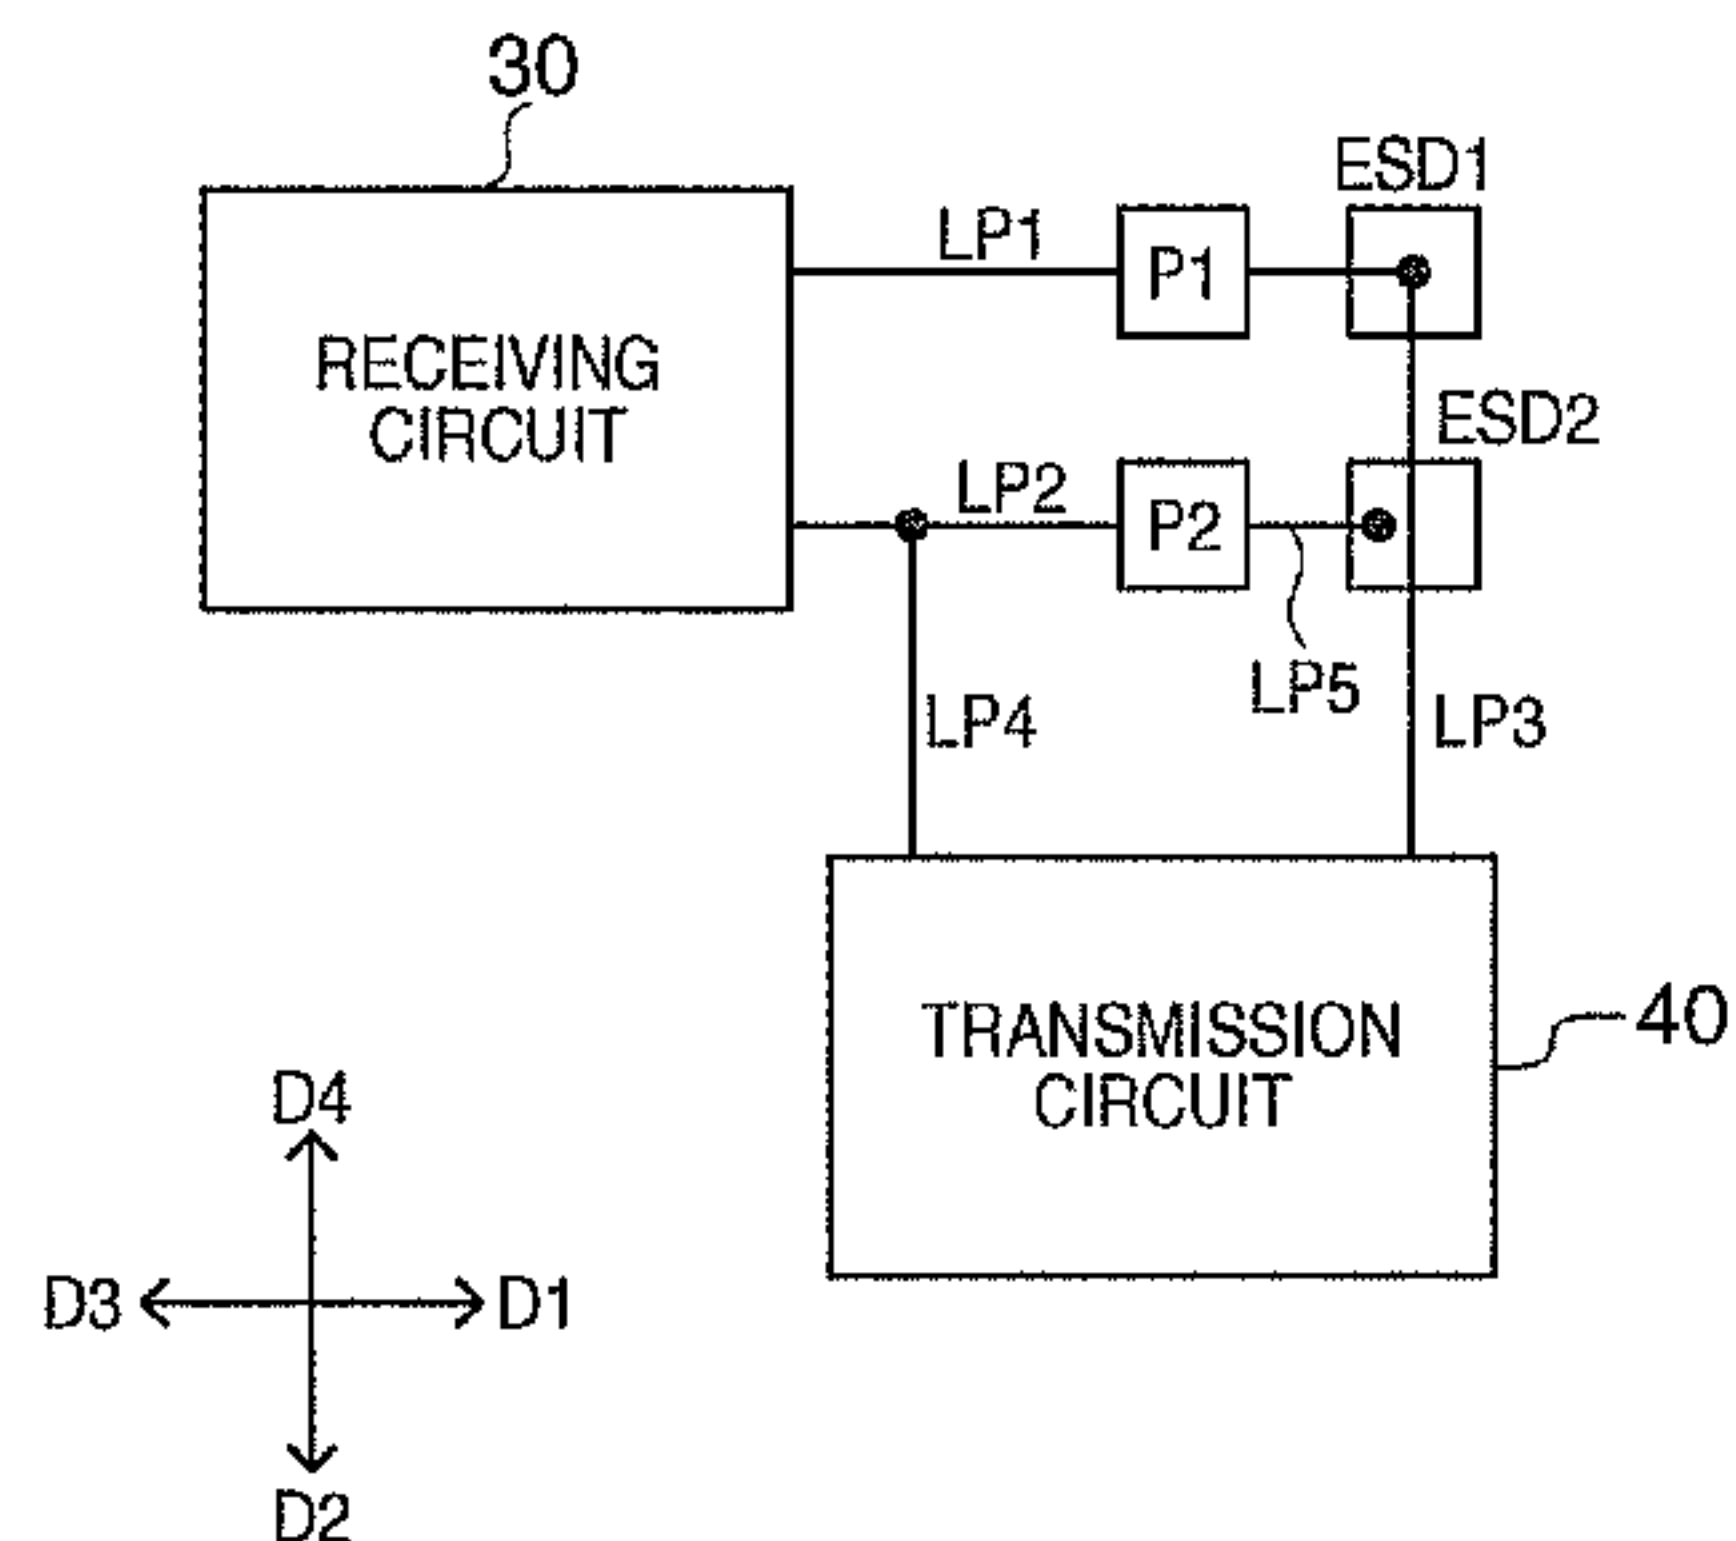 30
ESD1
LP1
P1
RECEIVING
CIRCUIT
ESD2
LP2
P2
LP5
LP4
LP3
TRANSMISSION
CIRCUIT
40
D4
D3
D1
D2